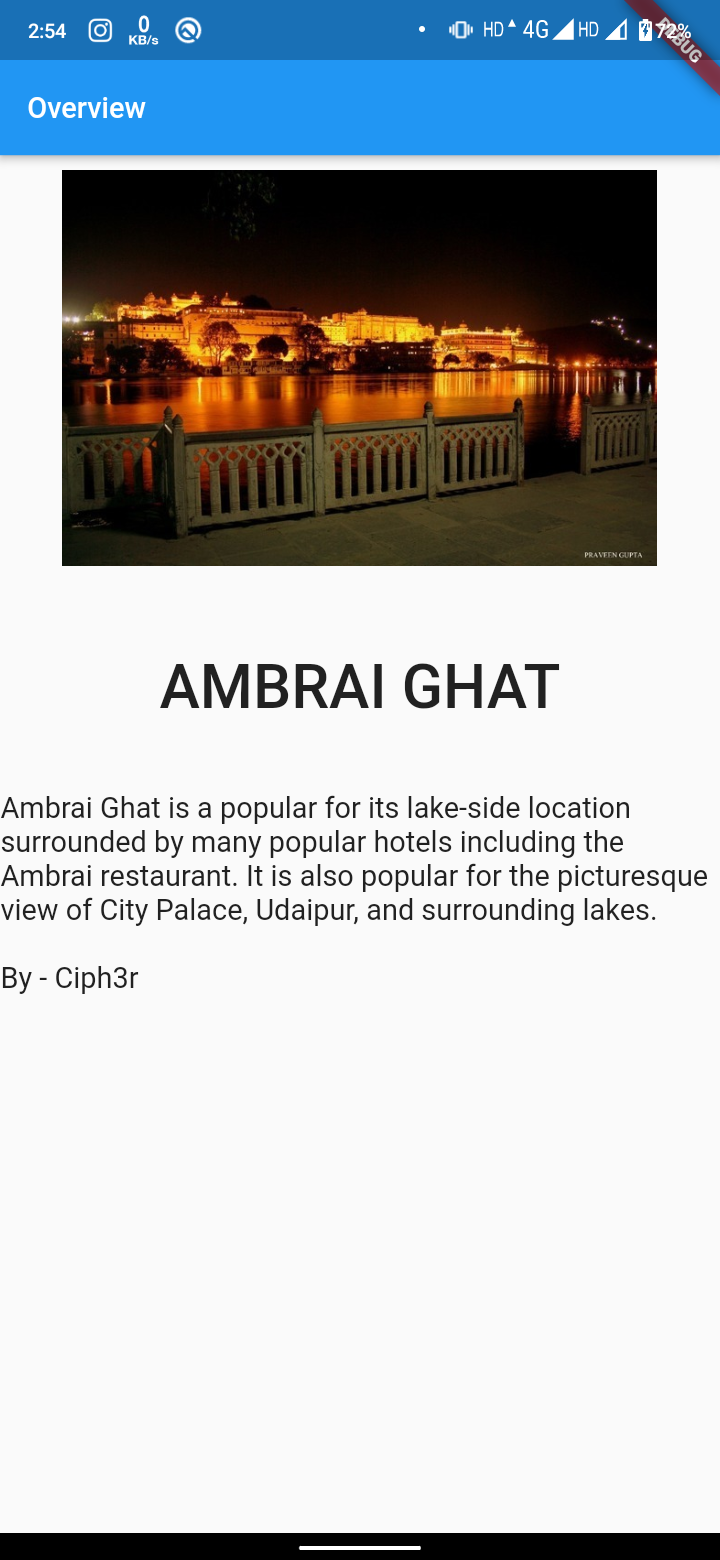 2:54 0 KB/s HD 4G HD 72%
DEBUG
Overview
PRAVEEN GUPTA
AMBRAI GHAT
Ambrai Ghat is a popular for its lake-side location
surrounded by many popular hotels including the
Ambrai restaurant. It is also popular for the picturesque
view of City Palace, Udaipur, and surrounding lakes.
By - Ciph3r